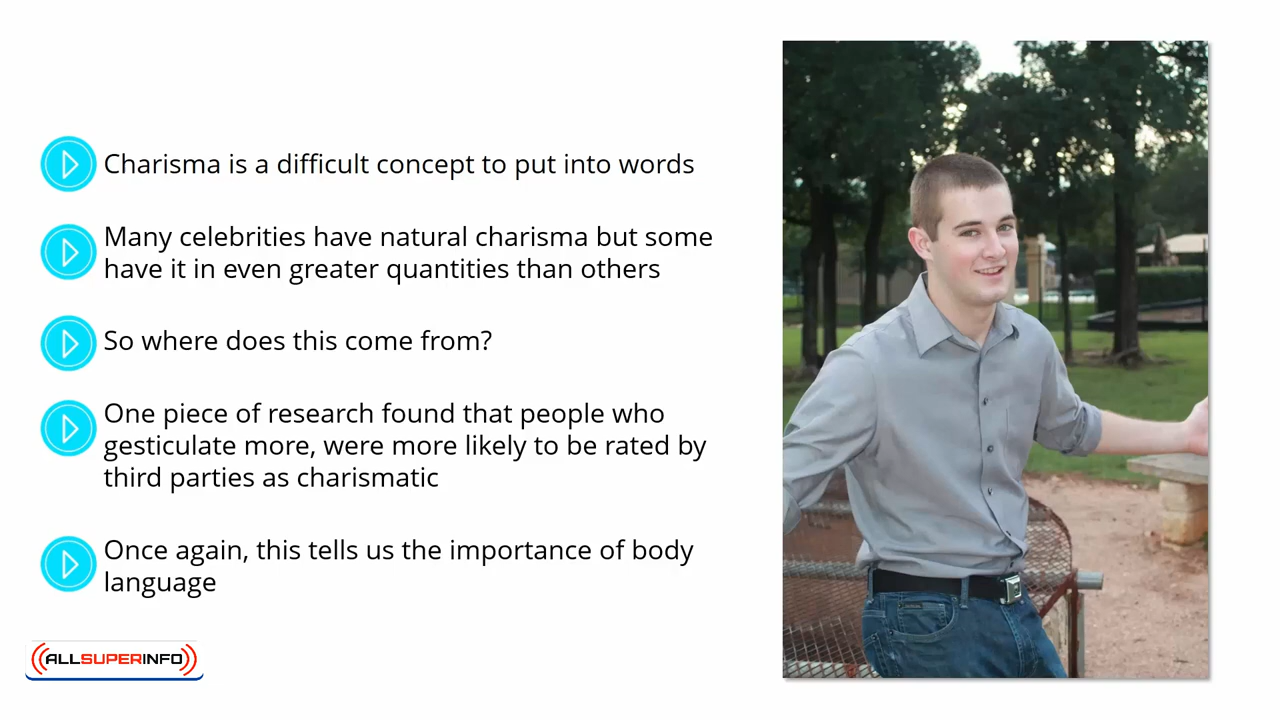 Charisma is a difficult concept to put into words
Many celebrities have natural charisma but some
have it in even greater quantities than others
So where does this come from?
One piece of research found that people who
gesticulate more, were more likely to be rated by
third parties as charismatic
Once again, this tells us the importance of body
language
ALLSUPERINFO